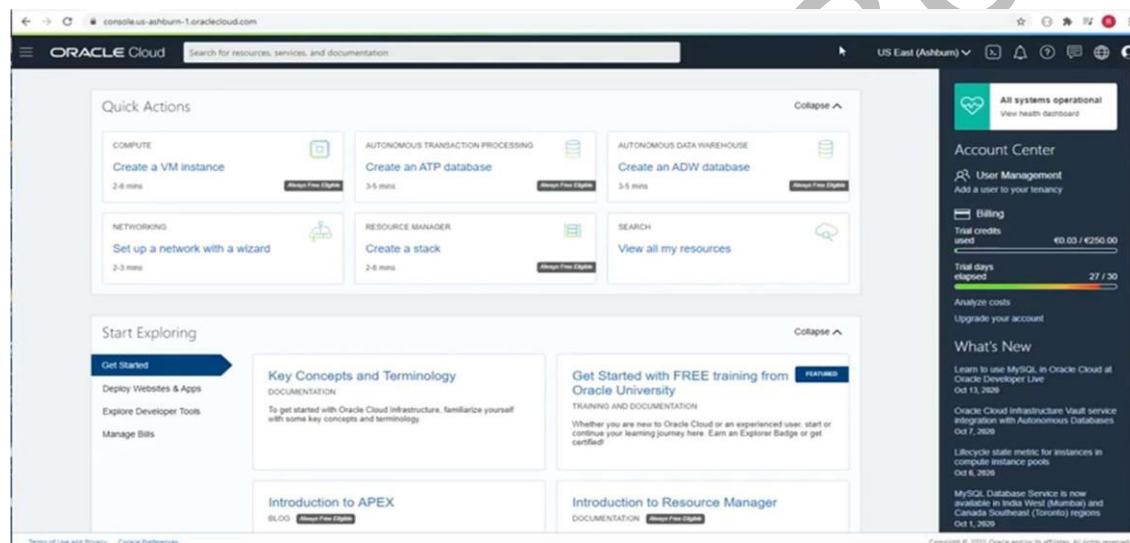 console.us-ashburn-1.oraclecloud.com
ORACLE Cloud
Search for resources, services, and documentation
US East (Ashburn)
Quick Actions
Collapse
COMPUTE
Create a VM instance
2-6 mins
Always Free Eligible
AUTONOMOUS TRANSACTION PROCESSING
Create an ATP database
3-5 mins
Always Free Eligible
AUTONOMOUS DATA WAREHOUSE
Create an ADW database
3-5 mins
Always Free Eligible
NETWORKING
Set up a network with a wizard
2-3 mins
RESOURCE MANAGER
Create a stack
2-6 mins
Always Free Eligible
SEARCH
View all my resources
Start Exploring
Collapse
Get Started
Deploy Websites & Apps
Explore Developer Tools
Manage Bills
Key Concepts and Terminology
DOCUMENTATION
To get started with Oracle Cloud Infrastructure, familiarize yourself
with some key concepts and terminology.
Get Started with FREE training from
Oracle University
FEATURED
TRAINING AND DOCUMENTATION
Whether you are new to Oracle Cloud or an experienced user, start or
continue your learning journey here. Earn an Explorer Badge or get
certified!
Introduction to APEX
BLOG Always Free Eligible
Introduction to Resource Manager
DOCUMENTATION Always Free Eligible
All systems operational
View health dashboard
Account Center
User Management
Add a user to your tenancy
Billing
Trial credits
used €0.03 / €250.00
Trial days
elapsed 27 / 30
Analyze costs
Upgrade your account
What's New
Learn to use MySQL in Oracle Cloud at
Oracle Developer Live
Oct 13, 2020
Oracle Cloud Infrastructure Vault service
integration with Autonomous Databases
Oct 7, 2020
Lifecycle state metric for instances in
compute instance pools
Oct 6, 2020
MySQL Database Service is now
available in India West (Mumbai) and
Canada Southeast (Toronto) regions
Oct 1, 2020
Terms of Use and Privacy Cookie Preferences
Oracle and/or its affiliates. All rights reserved.